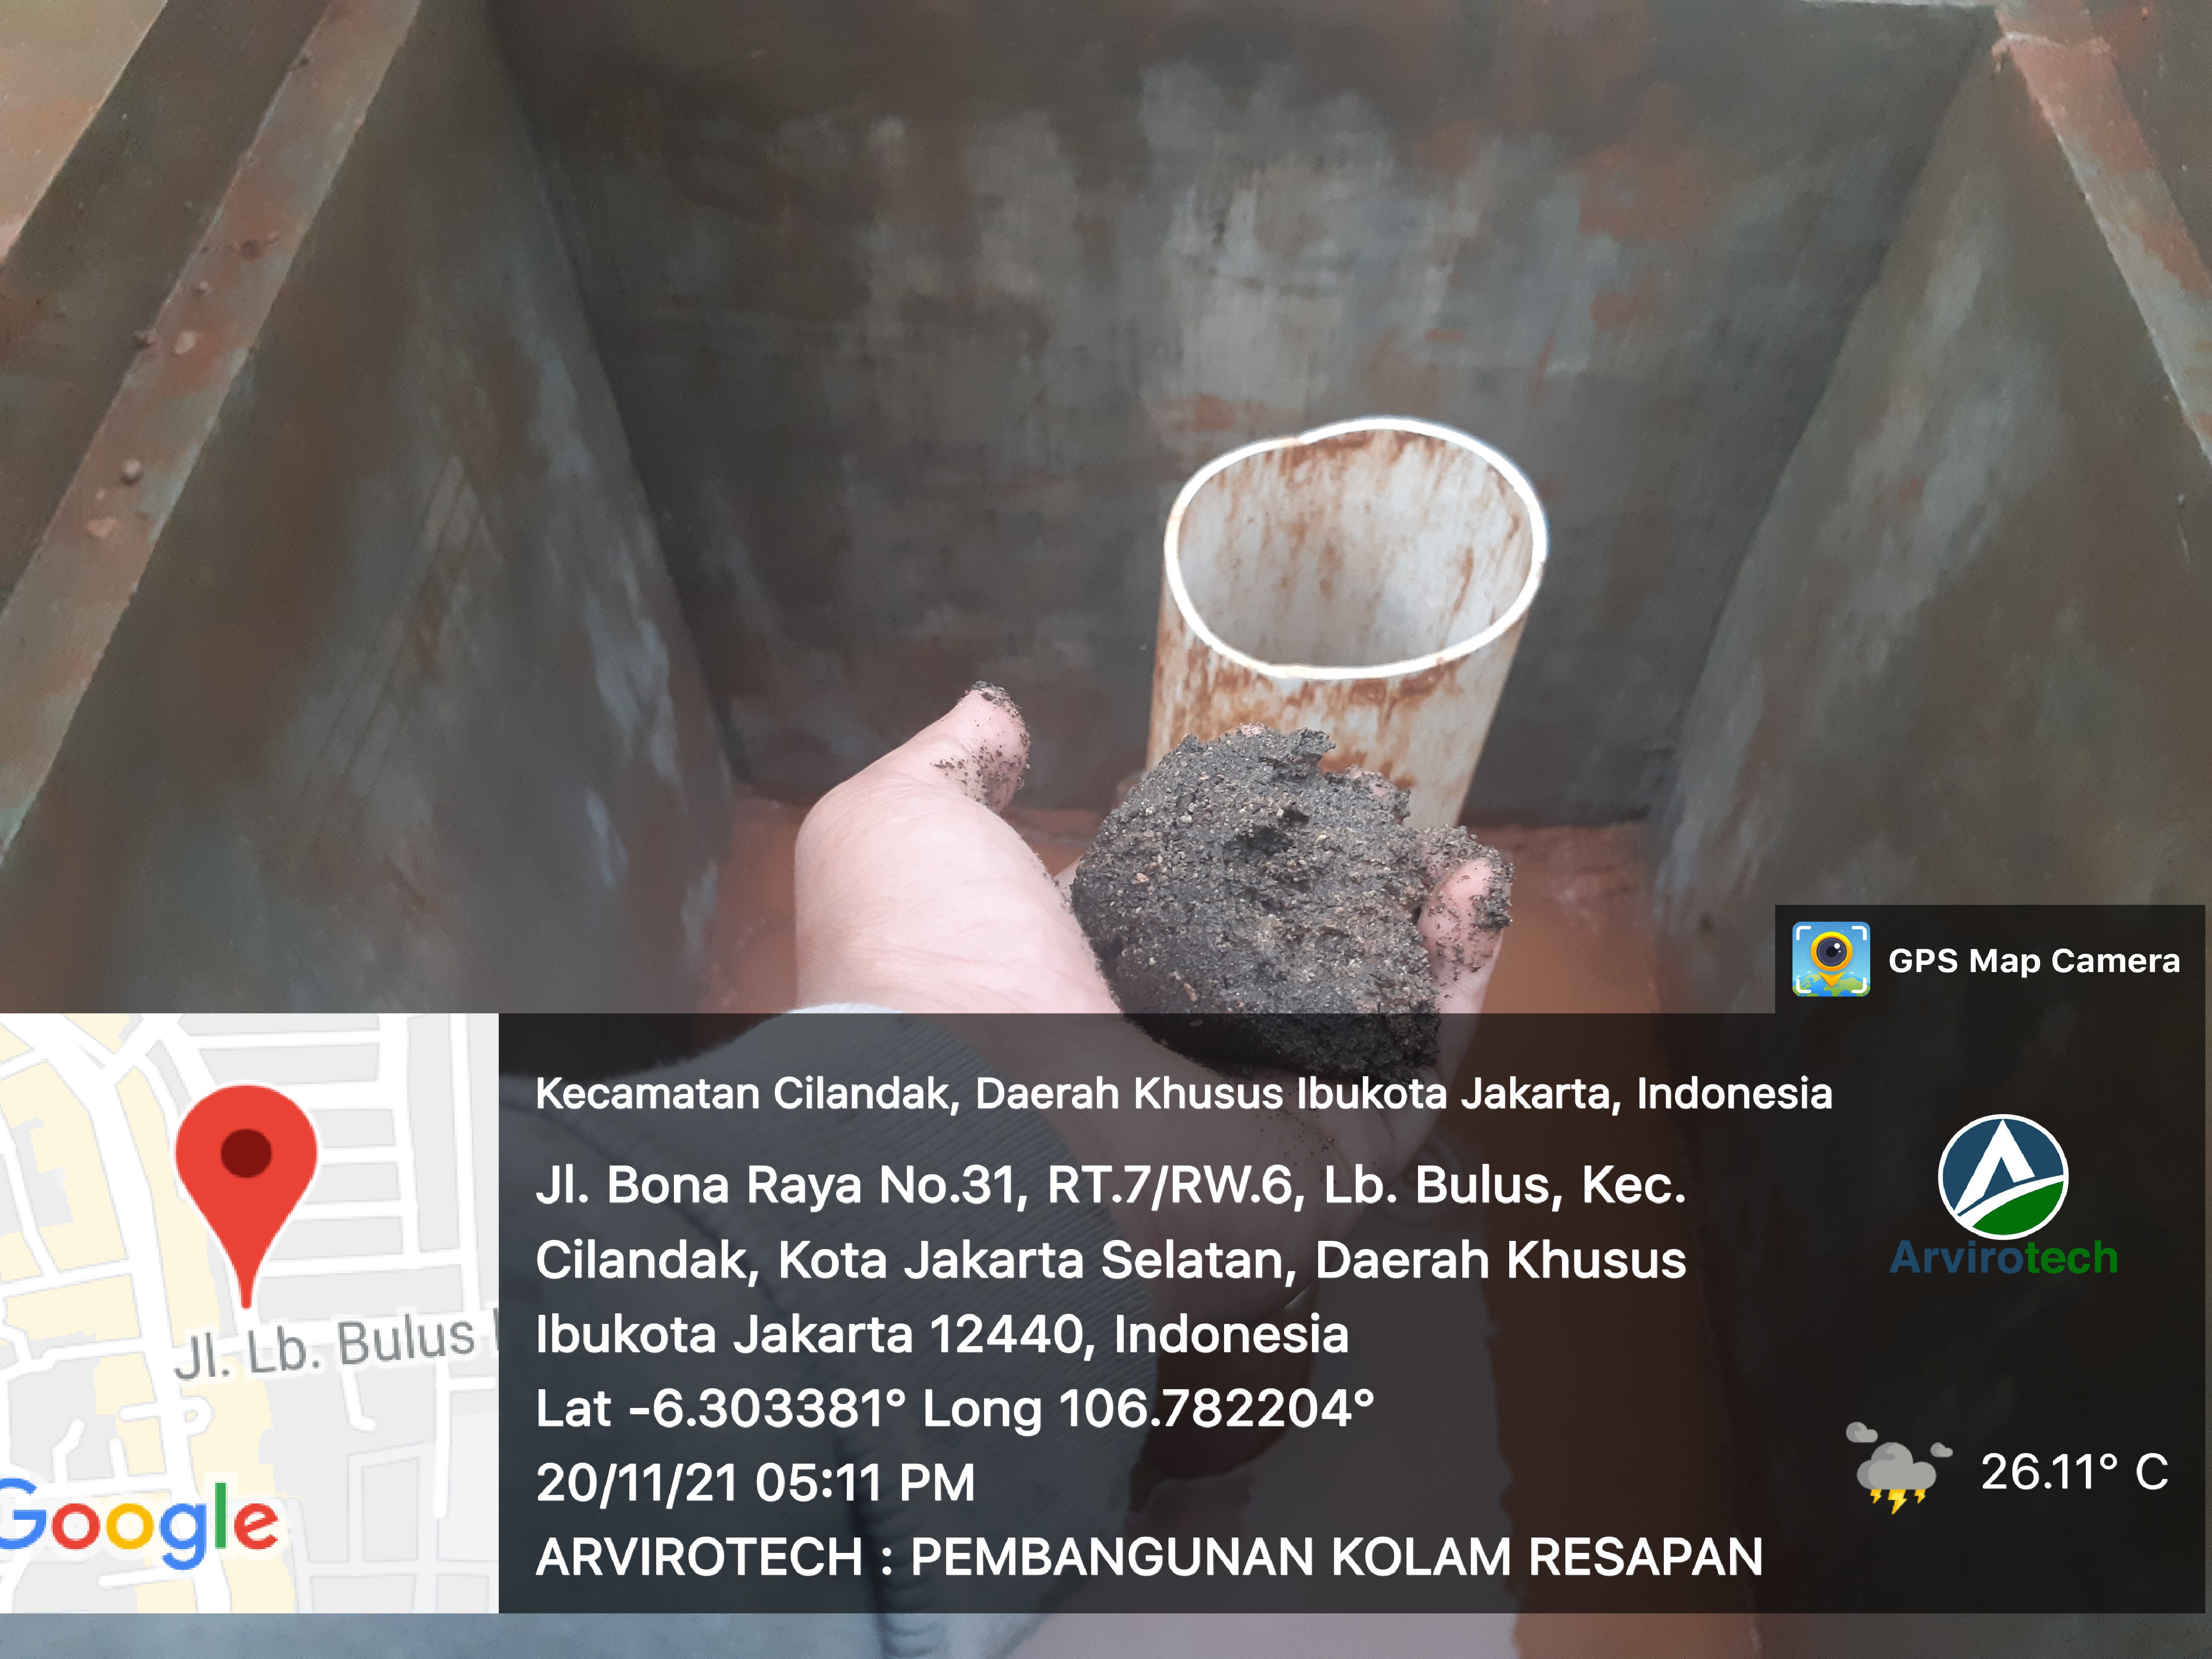 GPS Map Camera
Kecamatan Cilandak, Daerah Khusus Ibukota Jakarta, Indonesia
Jl. Bona Raya No.31, RT.7/RW.6, Lb. Bulus, Kec.
Cilandak, Kota Jakarta Selatan, Daerah Khusus
Ibukota Jakarta 12440, Indonesia
Lat -6.303381° Long 106.782204°
20/11/21 05:11 PM
ARVIROTECH : PEMBANGUNAN KOLAM RESAPAN
Arvirotech
26.11° C
Jl. Lb. Bulus
Google